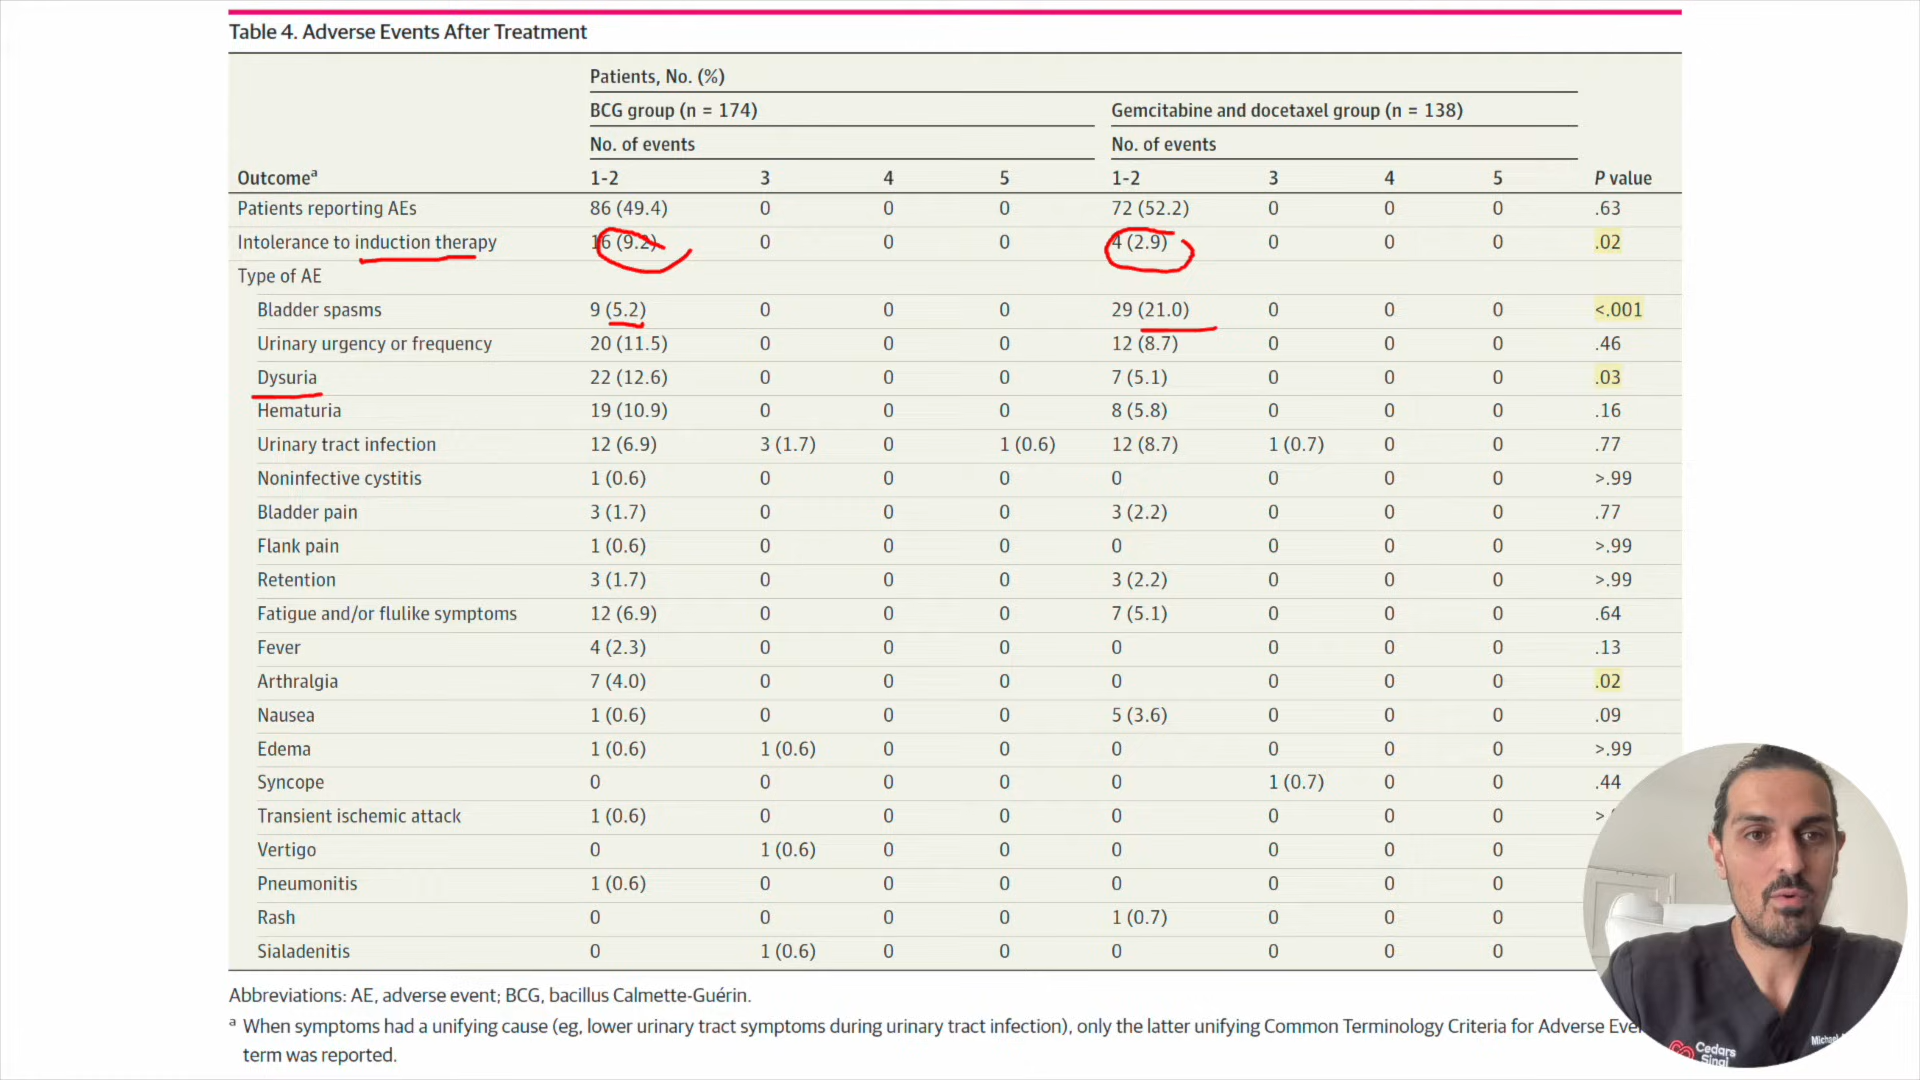 Table 4. Adverse Events After Treatment
Patients, No. (%)
BCG group (n = 174) Gemcitabine and docetaxel group (n = 138)
No. of events No. of events
Outcomeᵃ 1-2 3 4 5 1-2 3 4 5 P value
Patients reporting AEs 86 (49.4) 0 0 0 72 (52.2) 0 0 0 .63
Intolerance to induction therapy 16 (9.2) 0 0 0 4 (2.9) 0 0 0 .02
Type of AE
Bladder spasms 9 (5.2) 0 0 0 29 (21.0) 0 0 0 <.001
Urinary urgency or frequency 20 (11.5) 0 0 0 12 (8.7) 0 0 0 .46
Dysuria 22 (12.6) 0 0 0 7 (5.1) 0 0 0 .03
Hematuria 19 (10.9) 0 0 0 8 (5.8) 0 0 0 .16
Urinary tract infection 12 (6.9) 3 (1.7) 0 1 (0.6) 12 (8.7) 1 (0.7) 0 0 .77
Noninfective cystitis 1 (0.6) 0 0 0 0 0 0 0 >.99
Bladder pain 3 (1.7) 0 0 0 3 (2.2) 0 0 0 .77
Flank pain 1 (0.6) 0 0 0 0 0 0 0 >.99
Retention 3 (1.7) 0 0 0 3 (2.2) 0 0 0 >.99
Fatigue and/or flulike symptoms 12 (6.9) 0 0 0 7 (5.1) 0 0 0 .64
Fever 4 (2.3) 0 0 0 0 0 0 0 .13
Arthralgia 7 (4.0) 0 0 0 0 0 0 0 .02
Nausea 1 (0.6) 0 0 0 5 (3.6) 0 0 0 .09
Edema 1 (0.6) 1 (0.6) 0 0 0 0 0 0 >.99
Syncope 0 0 0 0 0 1 (0.7) 0 0 .44
Transient ischemic attack 1 (0.6) 0 0 0 0 0 0 0 >
Vertigo 0 1 (0.6) 0 0 0 0 0 0
Pneumonitis 1 (0.6) 0 0 0 0 0 0 0
Rash 0 0 0 0 1 (0.7) 0 0 0
Sialadenitis 0 1 (0.6) 0 0 0 0 0 0
Abbreviations: AE, adverse event; BCG, bacillus Calmette-Guérin.
ᵃ When symptoms had a unifying cause (eg, lower urinary tract symptoms during urinary tract infection), only the latter unifying Common Terminology Criteria for Adverse
term was reported.
Cedars
Sinai